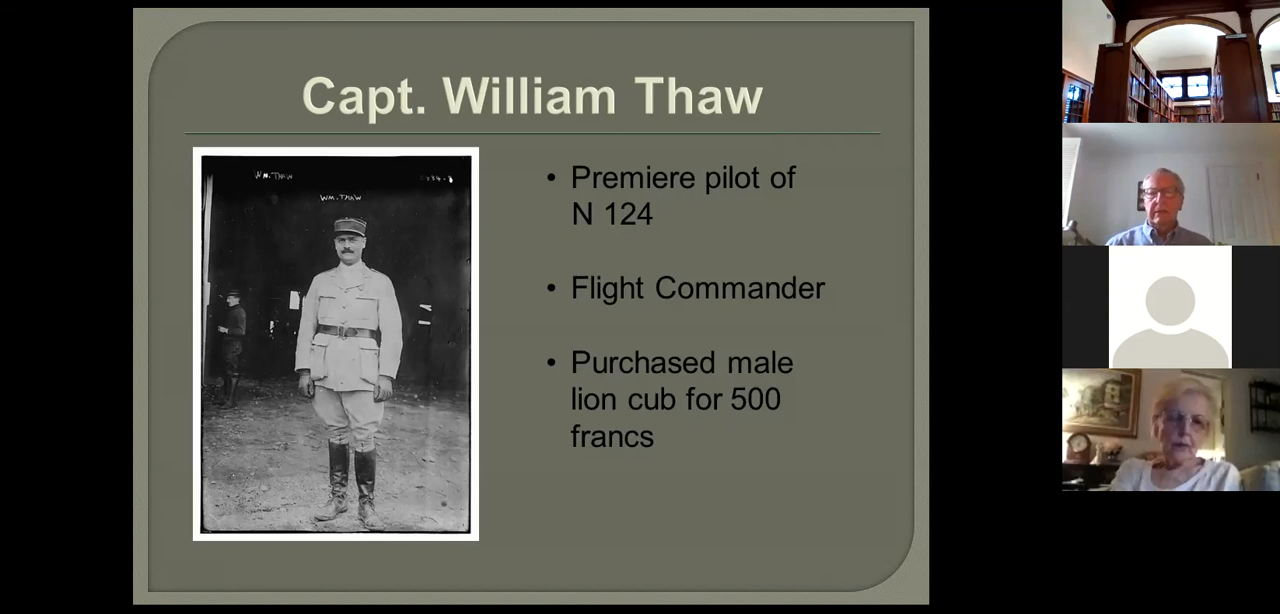 Capt. William Thaw
WM. THAW
WM. THAW
• Premiere pilot of
N 124
• Flight Commander
• Purchased male
lion cub for 500
francs